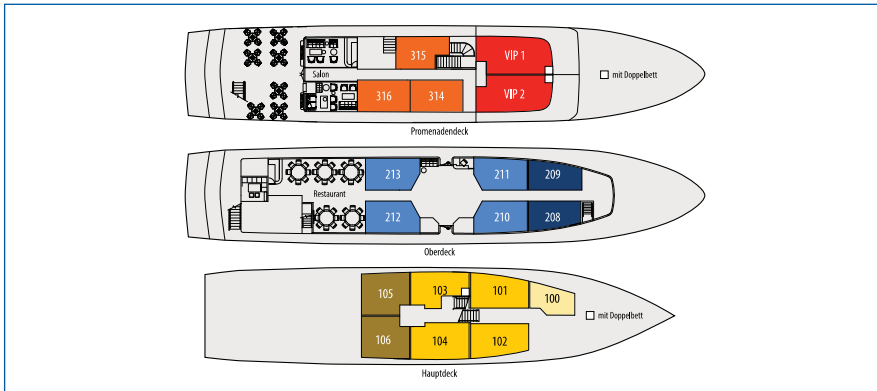 315
VIP 1
Salon
mit Doppelbett
316
314
VIP 2
Promenadendeck
213
211
209
Restaurant
212
210
208
Oberdeck
105
103
101
100
mit Doppelbett
106
104
102
Hauptdeck